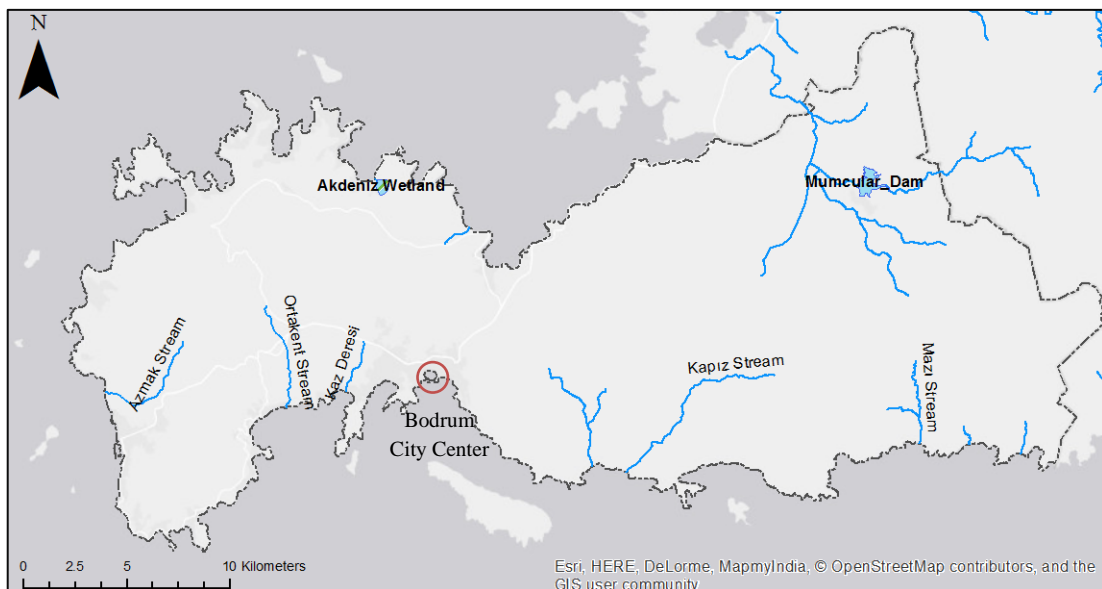 N
Akdeniz Wetland
Mumcular_Dam
Azmak Stream
Ortakent Stream
Kaz Deresi
Kapız Stream
Mazı Stream
Bodrum
City Center
0 2.5 5 10 Kilometers
Esri, HERE, DeLorme, MapmyIndia, © OpenStreetMap contributors, and the
GIS user community